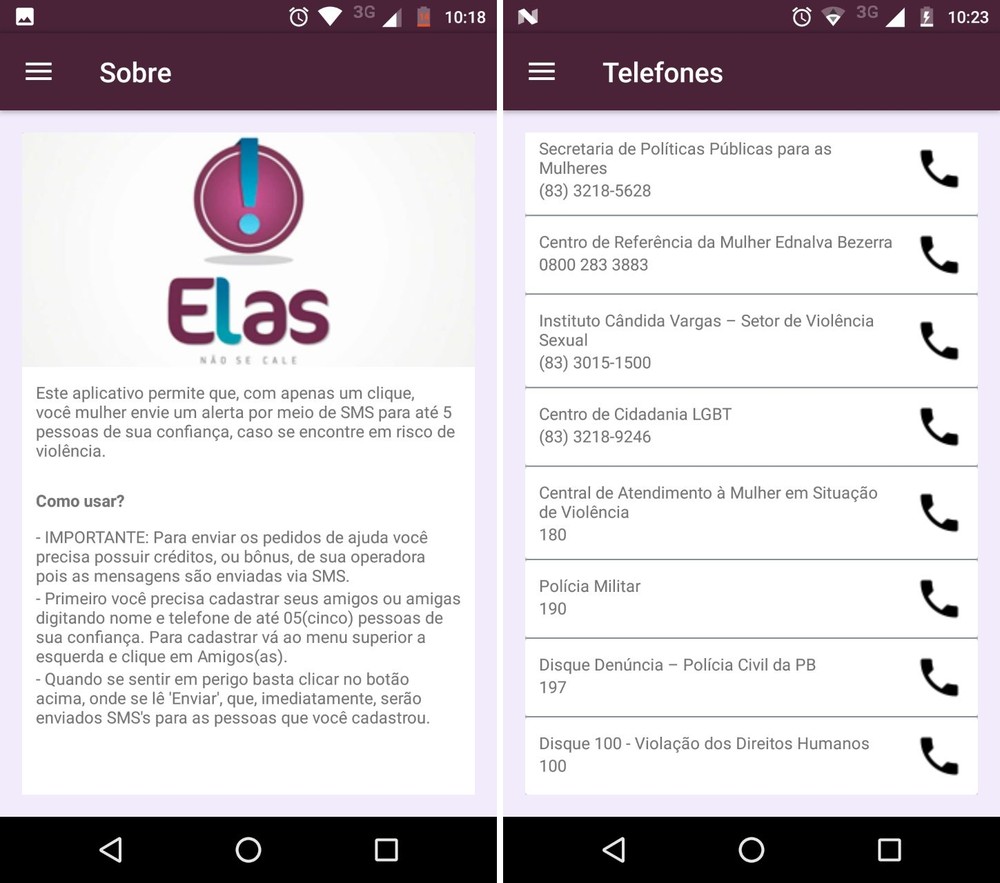 3G
10:18
Sobre
Elas
NÃO SE CALE
Este aplicativo permite que, com apenas um clique,
você mulher envie um alerta por meio de SMS para até 5
pessoas de sua confiança, caso se encontre em risco de
violência.
Como usar?
- IMPORTANTE: Para enviar os pedidos de ajuda você
precisa possuir créditos, ou bônus, de sua operadora
pois as mensagens são enviadas via SMS.
- Primeiro você precisa cadastrar seus amigos ou amigas
digitando nome e telefone de até 05(cinco) pessoas de
sua confiança. Para cadastrar vá ao menu superior a
esquerda e clique em Amigos(as).
- Quando se sentir em perigo basta clicar no botão
acima, onde se lê 'Enviar', que, imediatamente, serão
enviados SMS's para as pessoas que você cadastrou.
3G
10:23
Telefones
Secretaria de Políticas Públicas para as
Mulheres
(83) 3218-5628
Centro de Referência da Mulher Ednalva Bezerra
0800 283 3883
Instituto Cândida Vargas – Setor de Violência
Sexual
(83) 3015-1500
Centro de Cidadania LGBT
(83) 3218-9246
Central de Atendimento à Mulher em Situação
de Violência
180
Polícia Militar
190
Disque Denúncia – Polícia Civil da PB
197
Disque 100 - Violação dos Direitos Humanos
100